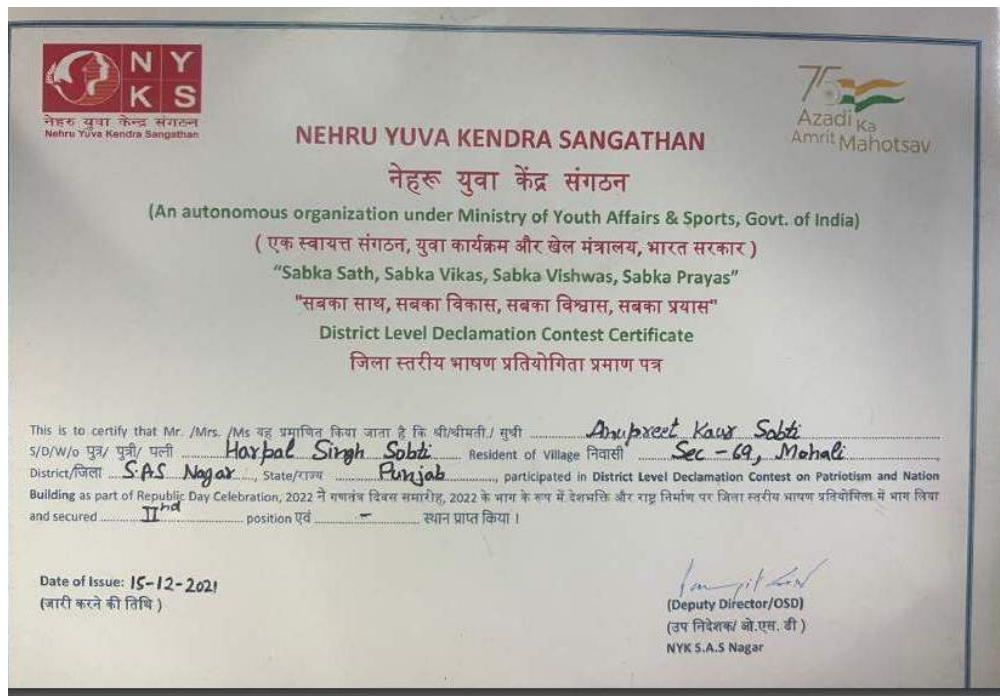 N Y
K S
नेहरु युवा केन्द्र संगठन
Nehru Yuva Kendra Sangathan
75
Azadi Ka
Amrit Mahotsav
NEHRU YUVA KENDRA SANGATHAN
नेहरू युवा केंद्र संगठन
(An autonomous organization under Ministry of Youth Affairs & Sports, Govt. of India)
( एक स्वायत्त संगठन, युवा कार्यक्रम और खेल मंत्रालय, भारत सरकार )
“Sabka Sath, Sabka Vikas, Sabka Vishwas, Sabka Prayas”
"सबका साथ, सबका विकास, सबका विश्वास, सबका प्रयास"
District Level Declamation Contest Certificate
जिला स्तरीय भाषण प्रतियोगिता प्रमाण पत्र
This is to certify that Mr. /Mrs. /Ms यह प्रमाणित किया जाता है कि श्री/श्रीमती./ सुश्री Anupreet Kaur Sobti
S/D/W/o पुत्र/ पुत्री/ पत्नी Harpal Singh Sobti Resident of Village निवासी Sec - 69, Mohali
District/जिला SAS Nagar, State/राज्य Punjab, participated in District Level Declamation Contest on Patriotism and Nation
Building as part of Republic Day Celebration, 2022 ने गणतंत्र दिवस समारोह, 2022 के भाग के रूप में देशभक्ति और राष्ट्र निर्माण पर जिला स्तरीय भाषण प्रतियोगिता में भाग लिया
and secured IInd position एवं - स्थान प्राप्त किया ।
Date of Issue: 15-12-2021
(जारी करने की तिथि )
(Deputy Director/OSD)
(उप निदेशक/ ओ.एस. डी )
NYK S.A.S Nagar